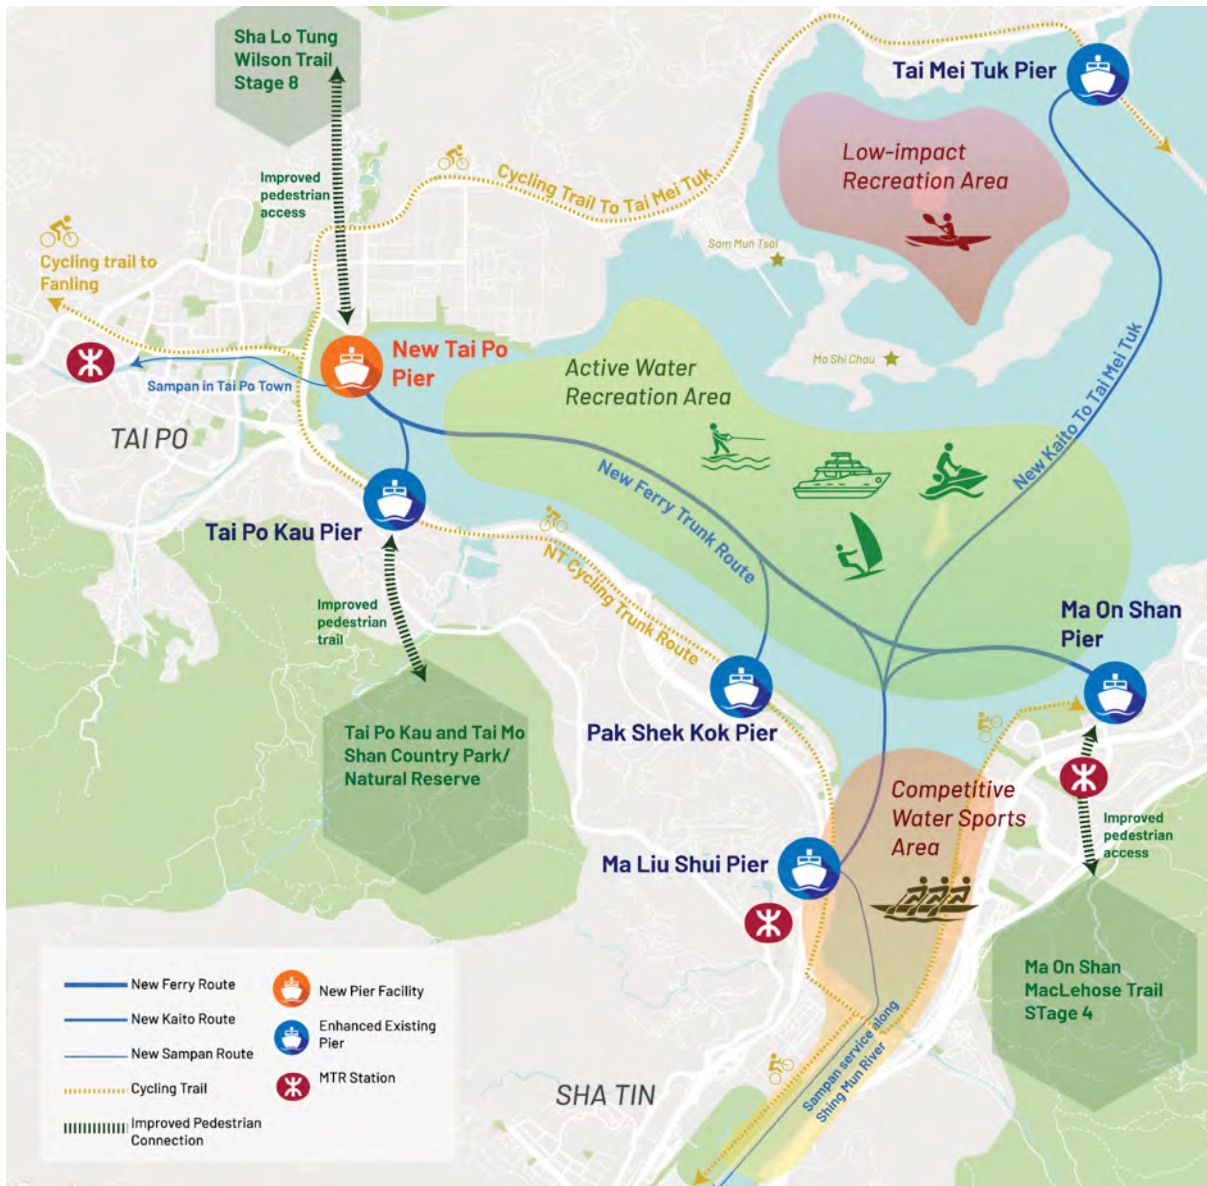 Sha Lo Tung
Wilson Trail
Stage 8
Tai Mei Tuk Pier
Low-impact
Recreation Area
Improved
pedestrian
access
Cycling Trail To Tai Mei Tuk
Sam Mun Tsai
Cycling trail to
Fanling
New Tai Po
Pier
Sampan in Tai Po Town
Ma Shi Chau
Active Water
Recreation Area
New Kaito To Tai Mei Tuk
TAI PO
New Ferry Trunk Route
Tai Po Kau Pier
NT Cycling Trunk Route
Improved
pedestrian
trail
Ma On Shan
Pier
Pak Shek Kok Pier
Tai Po Kau and Tai Mo
Shan Country Park/
Natural Reserve
Competitive
Water Sports
Area
Improved
pedestrian
access
Ma Liu Shui Pier
Ma On Shan
MacLehose Trail
STage 4
Sampan service along
Shing Mun River
SHA TIN
New Ferry Route
New Kaito Route
New Sampan Route
Cycling Trail
Improved Pedestrian
Connection
New Pier Facility
Enhanced Existing
Pier
MTR Station